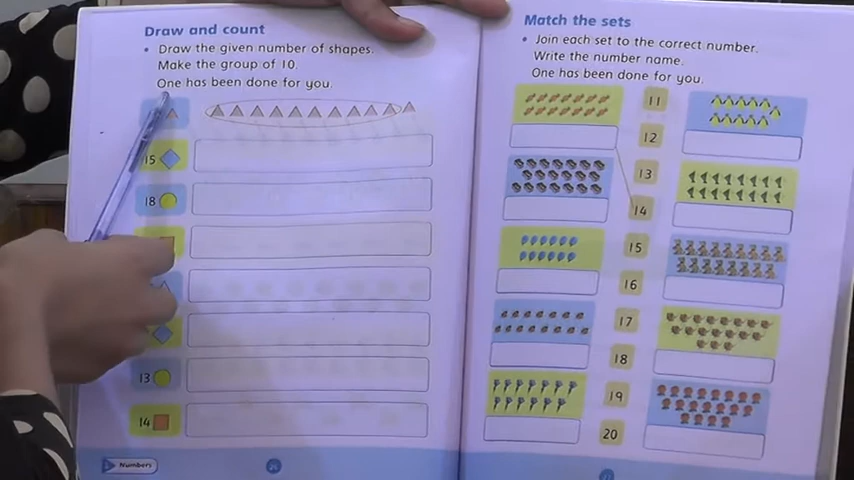 Draw and count
• Draw the given number of shapes.
Make the group of 10.
One has been done for you.
15
18
13
14
Numbers
Match the sets
• Join each set to the correct number.
Write the number name.
One has been done for you.
11
12
13
14
15
16
17
18
19
20